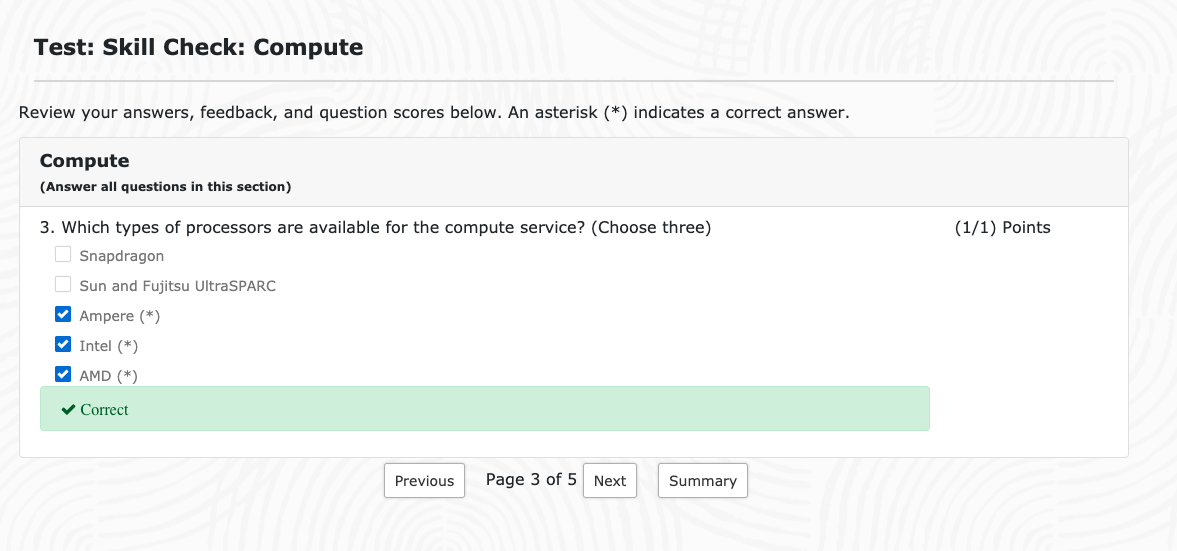 Test: Skill Check: Compute
Review your answers, feedback, and question scores below. An asterisk (*) indicates a correct answer.
Compute
(Answer all questions in this section)
3. Which types of processors are available for the compute service? (Choose three) (1/1) Points
Snapdragon
Sun and Fujitsu UltraSPARC
Ampere (*)
Intel (*)
AMD (*)
Correct
Previous Page 3 of 5 Next Summary